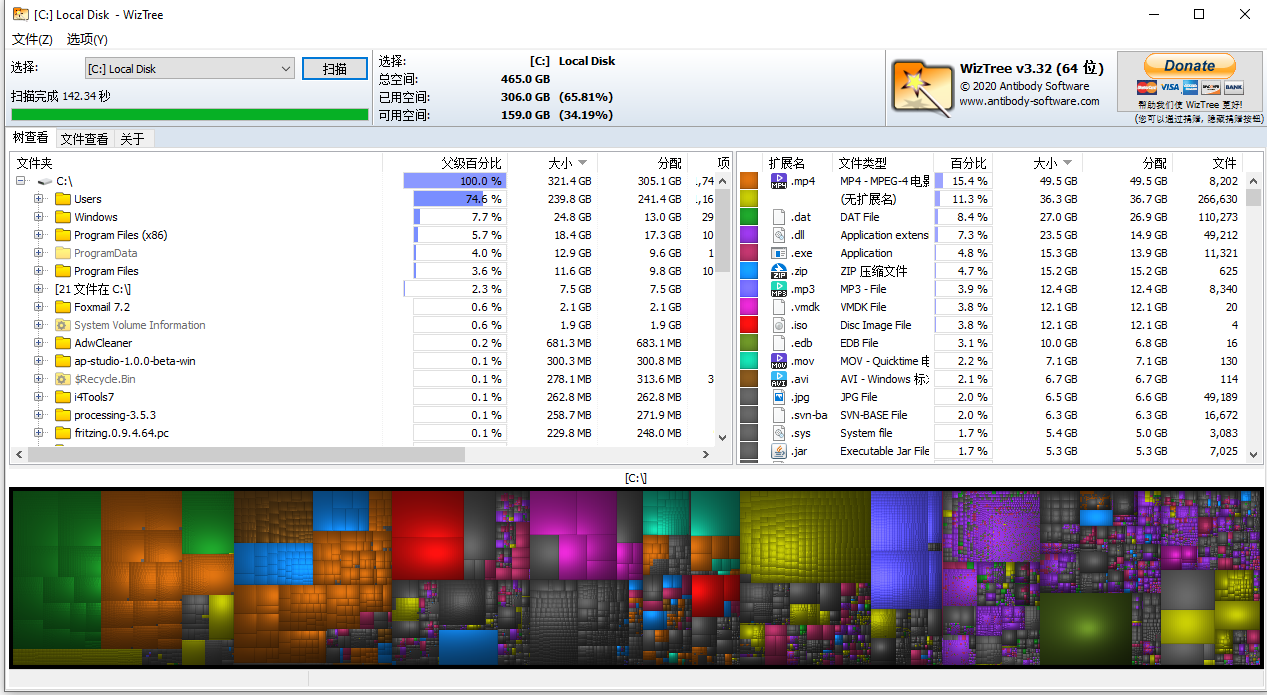 [C:] Local Disk - WizTree
文件(Z) 选项(Y)
选择: [C:] Local Disk 扫描
扫描完成 142.34 秒
选择: [C:] Local Disk
总空间: 465.0 GB
已用空间: 306.0 GB (65.81%)
可用空间: 159.0 GB (34.19%)
WizTree v3.32 (64 位)
© 2020 Antibody Software
www.antibody-software.com
Donate
VISA BANK
帮助我们使 WizTree 更好!
(您可以通过捐赠, 隐藏捐赠按钮)
树查看 文件查看 关于
文件夹 父级百分比 大小 分配 项
C:\ 100.0 % 321.4 GB 305.1 GB .,74
Users 74.6 % 239.8 GB 241.4 GB .,16
Windows 7.7 % 24.8 GB 13.0 GB 29
Program Files (x86) 5.7 % 18.4 GB 17.3 GB 10
ProgramData 4.0 % 12.9 GB 9.6 GB 1
Program Files 3.6 % 11.6 GB 9.8 GB 10
[21 文件在 C:\] 2.3 % 7.5 GB 7.5 GB
Foxmail 7.2 0.6 % 2.1 GB 2.1 GB
System Volume Information 0.6 % 1.9 GB 1.9 GB
AdwCleaner 0.2 % 681.3 MB 683.1 MB
ap-studio-1.0.0-beta-win 0.1 % 300.3 MB 300.8 MB
$Recycle.Bin 0.1 % 278.1 MB 313.6 MB 3
i4Tools7 0.1 % 262.8 MB 262.8 MB
processing-3.5.3 0.1 % 258.7 MB 271.9 MB
fritzing.0.9.4.64.pc 0.1 % 229.8 MB 248.0 MB
扩展名 文件类型 百分比 大小 分配 文件
MP4 .mp4 MP4 - MPEG-4 电影 15.4 % 49.5 GB 49.5 GB 8,202
(无扩展名) 11.3 % 36.3 GB 36.7 GB 266,630
.dat DAT File 8.4 % 27.0 GB 26.9 GB 110,273
.dll Application extens 7.3 % 23.5 GB 14.9 GB 49,212
.exe Application 4.8 % 15.3 GB 13.9 GB 11,321
ZIP .zip ZIP 压缩文件 4.7 % 15.2 GB 15.2 GB 625
MP3 .mp3 MP3 - File 3.9 % 12.4 GB 12.4 GB 8,340
.vmdk VMDK File 3.8 % 12.1 GB 12.1 GB 20
.iso Disc Image File 3.8 % 12.1 GB 12.1 GB 4
.edb EDB File 3.1 % 10.0 GB 6.8 GB 16
MOV .mov MOV - Quicktime 2.2 % 7.1 GB 7.1 GB 130
AVI .avi AVI - Windows 标 2.1 % 6.7 GB 6.7 GB 114
.jpg JPG File 2.0 % 6.5 GB 6.6 GB 49,189
.svn-ba SVN-BASE File 2.0 % 6.3 GB 6.3 GB 16,672
.sys System file 1.7 % 5.4 GB 5.0 GB 3,083
.jar Executable Jar File 1.7 % 5.3 GB 5.3 GB 7,025
[C:\]